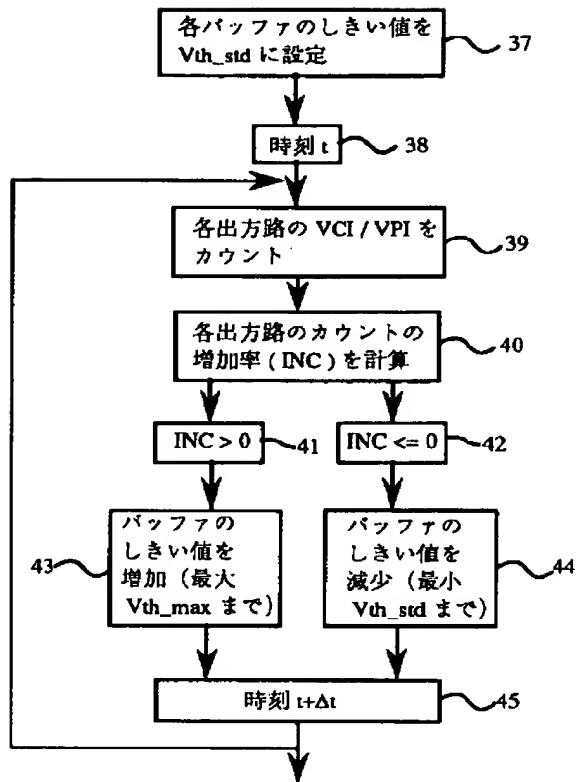 各バッファのしきい値を
Vth_std に設定
37
時刻 t
38
各出方路の VCI / VPI を
カウント
39
各出方路のカウントの
増加率 ( INC ) を計算
40
INC > 0
41
INC <= 0
42
バッファの
しきい値を
増加（最大
Vth_max まで）
43
バッファの
しきい値を
減少（最小
Vth_std まで）
44
時刻 t+Δt
45